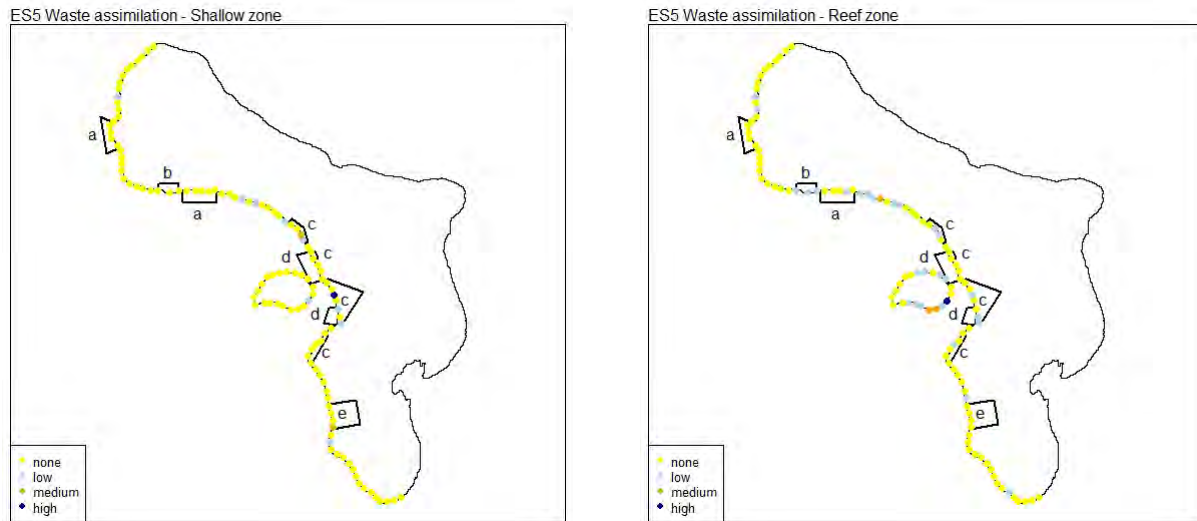 ES5 Waste assimilation - Shallow zone
a
b
a
c
c
d
c
d
c
e
none
low
medium
high
ES5 Waste assimilation - Reef zone
a
b
a
c
c
d
c
d
c
e
none
low
medium
high